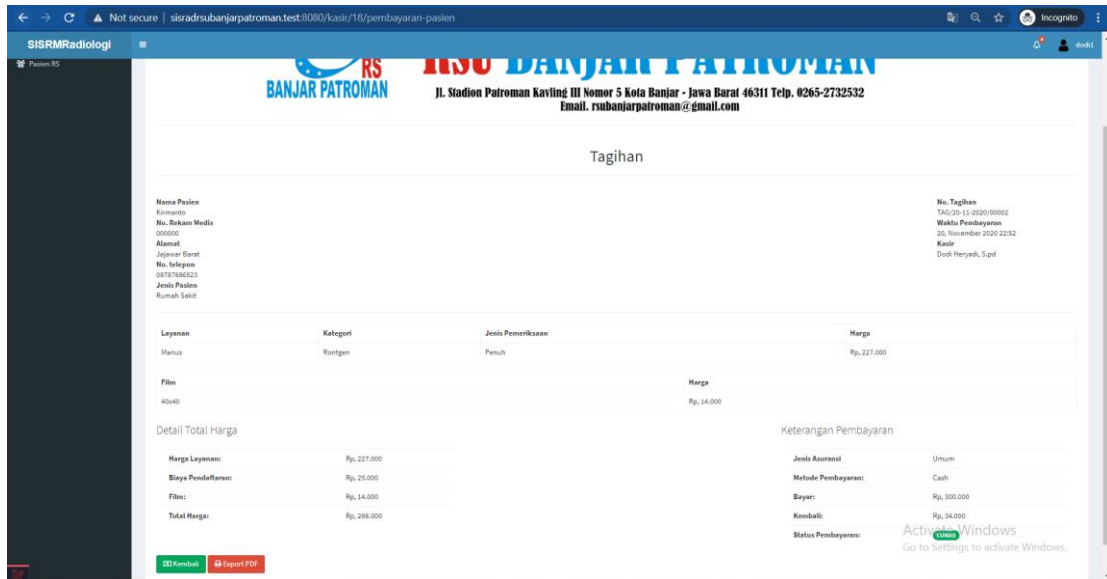 Not secure | sisradrsubanjarpatroman.test:8080/kasir/18/pembayaran-pasien
Incognito
SISRMRadiologi
dodi1
Pasien RS
RS
BANJAR PATROMAN
RSU BANJAR PATROMAN
Jl. Stadion Patroman Kavling III Nomor 5 Kota Banjar - Jawa Barat 46311 Telp. 0265-2732532
Email. rsubanjarpatroman@gmail.com
Tagihan
Nama Pasien
Kirmanto
No. Rekam Medis
000000
Alamat
Jajawar Barat
No. telepon
08787686523
Jenis Pasien
Rumah Sakit
No. Tagihan
TAG/20-11-2020/00002
Waktu Pembayaran
20, November 2020 22:52
Kasir
Dodi Heryadi, S.pd
Layanan Kategori Jenis Pemeriksaan Harga
Manus Rontgen Penuh Rp, 227.000
Film Harga
40x40 Rp, 14.000
Detail Total Harga
Harga Layanan: Rp, 227.000
Biaya Pendaftaran: Rp, 25.000
Film: Rp, 14.000
Total Harga: Rp, 266.000
Keterangan Pembayaran
Jenis Asuransi Umum
Metode Pembayaran: Cash
Bayar: Rp, 300.000
Kembali: Rp, 34.000
Status Pembayaran: LUNAS
Activate Windows
Go to Settings to activate Windows.
Kembali Export PDF